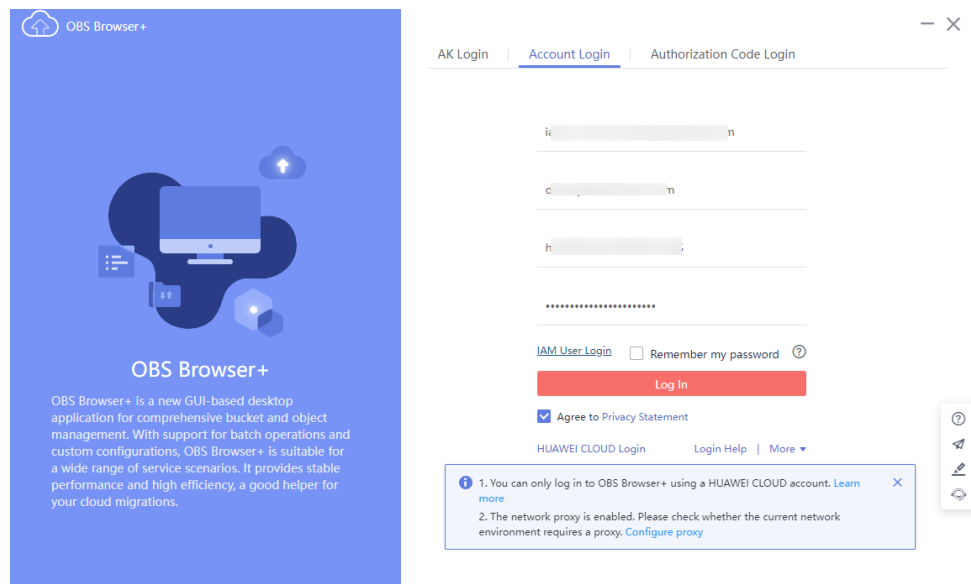 OBS Browser+
AK Login
Account Login
Authorization Code Login
IAM User Login
Remember my password
Log In
Agree to Privacy Statement
HUAWEI CLOUD Login
Login Help | More
OBS Browser+
OBS Browser+ is a new GUI-based desktop
application for comprehensive bucket and object
management. With support for batch operations and
custom configurations, OBS Browser+ is suitable for
a wide range of service scenarios. It provides stable
performance and high efficiency, a good helper for
your cloud migrations.
1. You can only log in to OBS Browser+ using a HUAWEI CLOUD account. Learn
more
2. The network proxy is enabled. Please check whether the current network
environment requires a proxy. Configure proxy